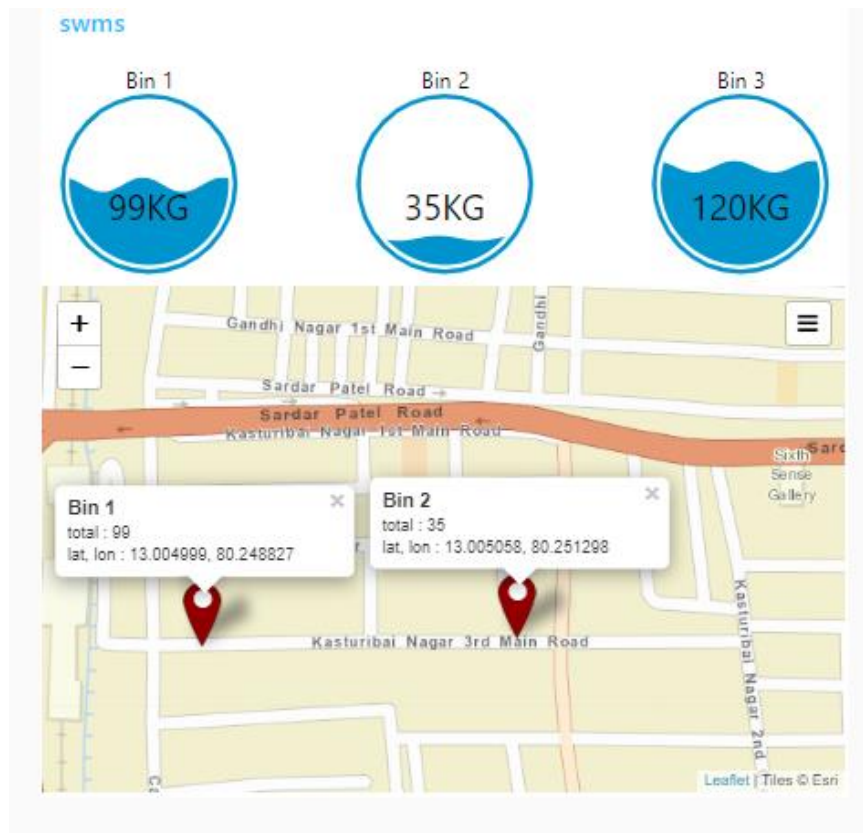 swms
Bin 1
Bin 2
Bin 3
99KG
35KG
120KG
+
−
Gandhi Nagar 1st Main Road
Gandhi
Sardar Patel Road
Sardar Patel Road
Kasturibai Nagar 1st Main Road
Sard
Sixth
Sense
Gallery
Bin 1 ×
total : 99
lat, lon : 13.004999, 80.248827
Bin 2 ×
total : 35
lat, lon : 13.005058, 80.251298
Kasturibai Nagar 3rd Main Road
Kasturibai Nagar 2nd
Ca
Leaflet | Tiles © Esri